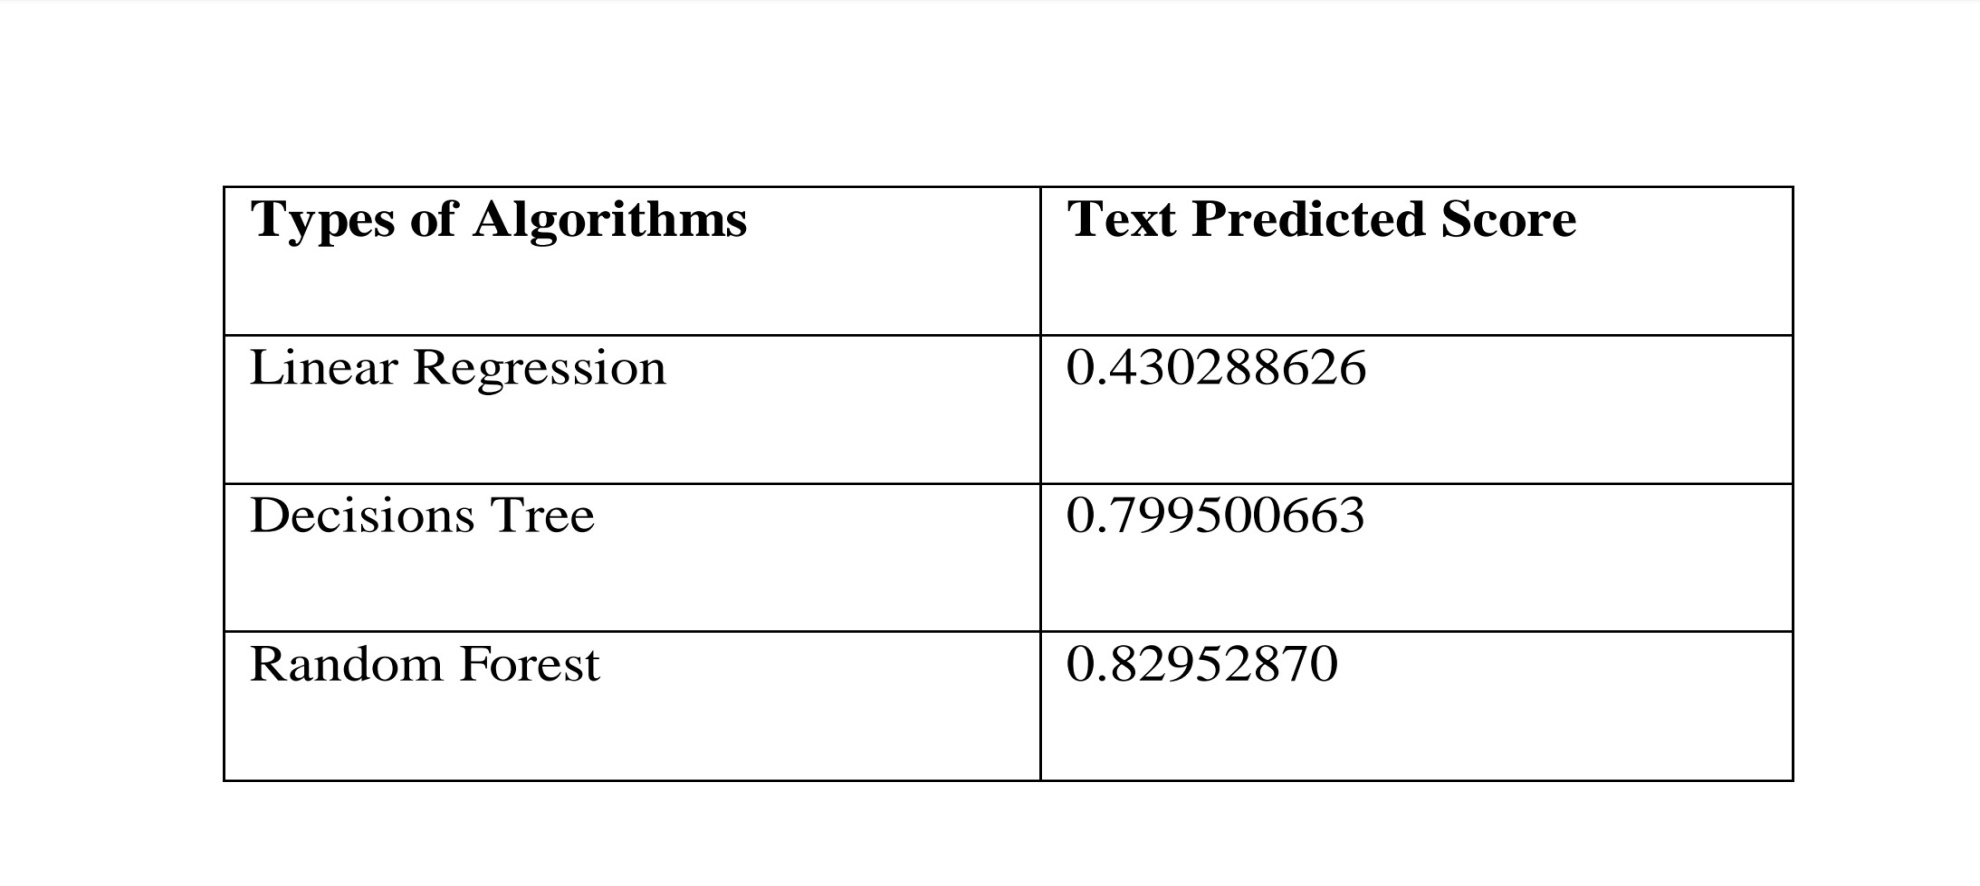 Types of Algorithms Text Predicted Score
Linear Regression 0.430288626
Decisions Tree 0.799500663
Random Forest 0.82952870